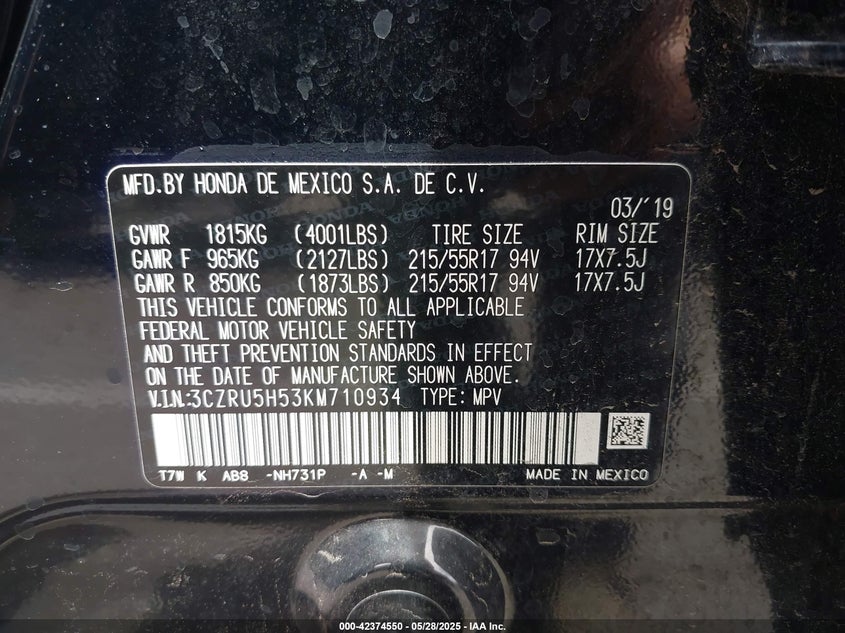 MFD.BY HONDA DE MEXICO S.A. DE C.V.
03/'19
GVWR 1815KG (4001LBS) TIRE SIZE RIM SIZE
GAWR F 965KG (2127LBS) 215/55R17 94V 17X7.5J
GAWR R 850KG (1873LBS) 215/55R17 94V 17X7.5J
THIS VEHICLE CONFORMS TO ALL APPLICABLE
FEDERAL MOTOR VEHICLE SAFETY
AND THEFT PREVENTION STANDARDS IN EFFECT
ON THE DATE OF MANUFACTURE SHOWN ABOVE.
V.I.N:3CZRU5H53KM710934 TYPE: MPV
T7W K AB8 -NH731P -A -M MADE IN MEXICO
000-42374550 - 05/28/2025 - IAA Inc.